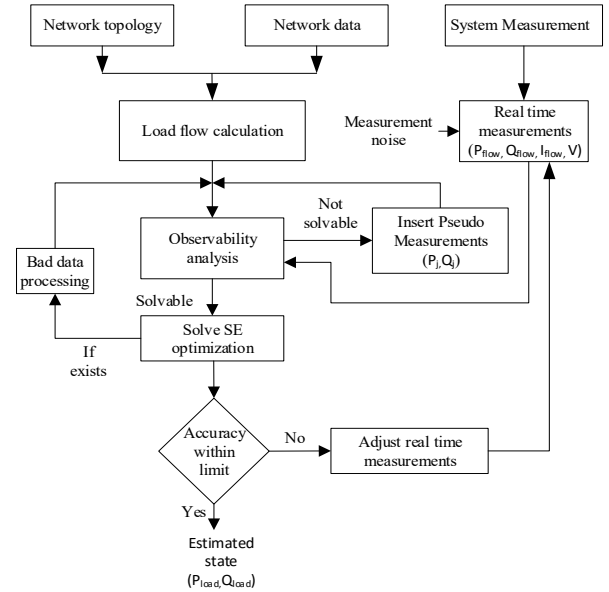 Network topology
Network data
System Measurement
Load flow calculation
Measurement
noise
Real time
measurements
(Pflow, Qflow, Iflow, V)
Not
solvable
Insert Pseudo
Measurements
(Pj,Qj)
Observability
analysis
Bad data
processing
Solvable
Solve SE
optimization
If
exists
Accuracy
within
limit
No
Adjust real time
measurements
Yes
Estimated
state
(Pload,Qload)